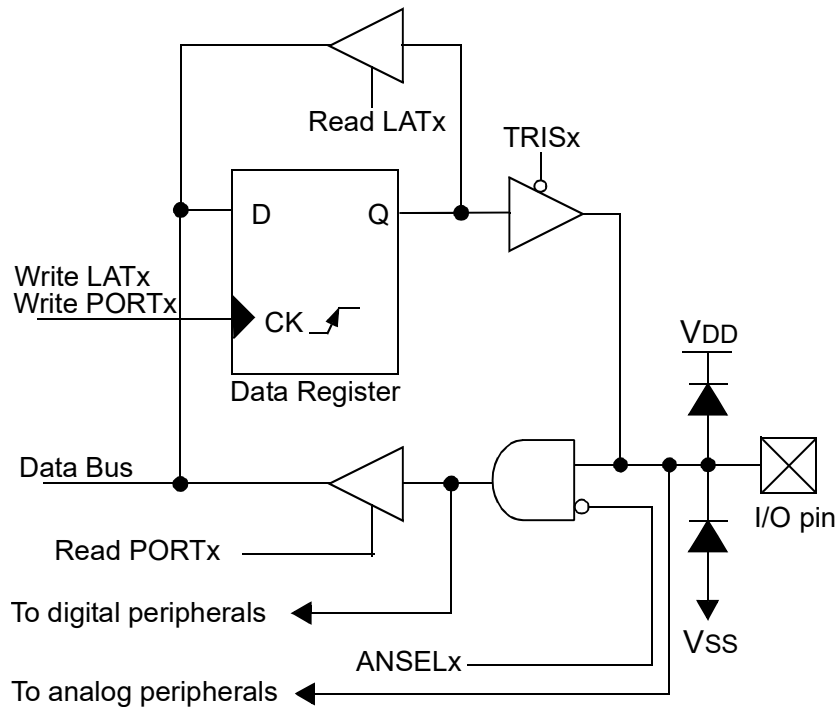 Read LATx
TRISx
D
Q
Write LATx
Write PORTx
CK
Data Register
VDD
Data Bus
I/O pin
Read PORTx
To digital peripherals
VSS
ANSELx
To analog peripherals